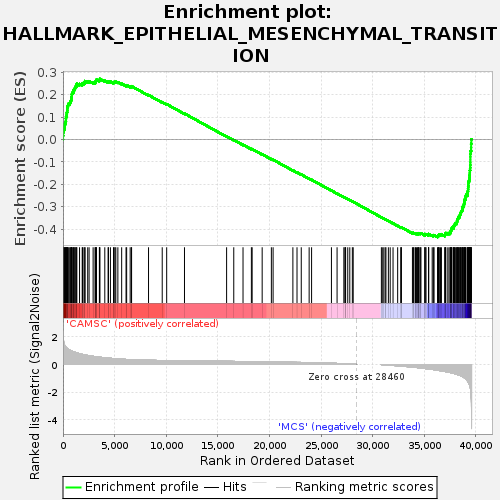 Enrichment plot:
HALLMARK_EPITHELIAL_MESENCHYMAL_TRANSIT
ION
Enrichment score (ES)
0.3
0.2
0.1
0.0
-0.1
-0.2
-0.3
-0.4
'CAMSC' (positively correlated)
Ranked list metric (Signal2Noise)
2
0
-2
-4
Zero cross at 28460
'MCS' (negatively correlated)
0
5,000
10,000
15,000
20,000
25,000
30,000
35,000
40,000
Rank in Ordered Dataset
Enrichment profile
Hits
Ranking metric scores